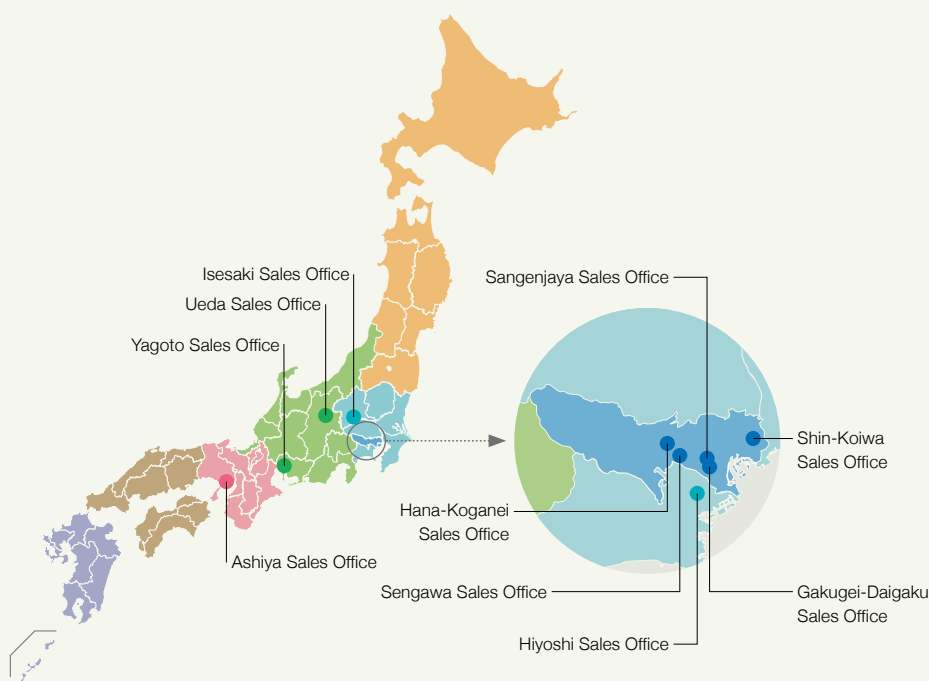 Isesaki Sales Office
Ueda Sales Office
Yagoto Sales Office
Ashiya Sales Office
Sangenjaya Sales Office
Shin-Koiwa
Sales Office
Hana-Koganei
Sales Office
Sengawa Sales Office
Gakugei-Daigaku
Sales Office
Hiyoshi Sales Office